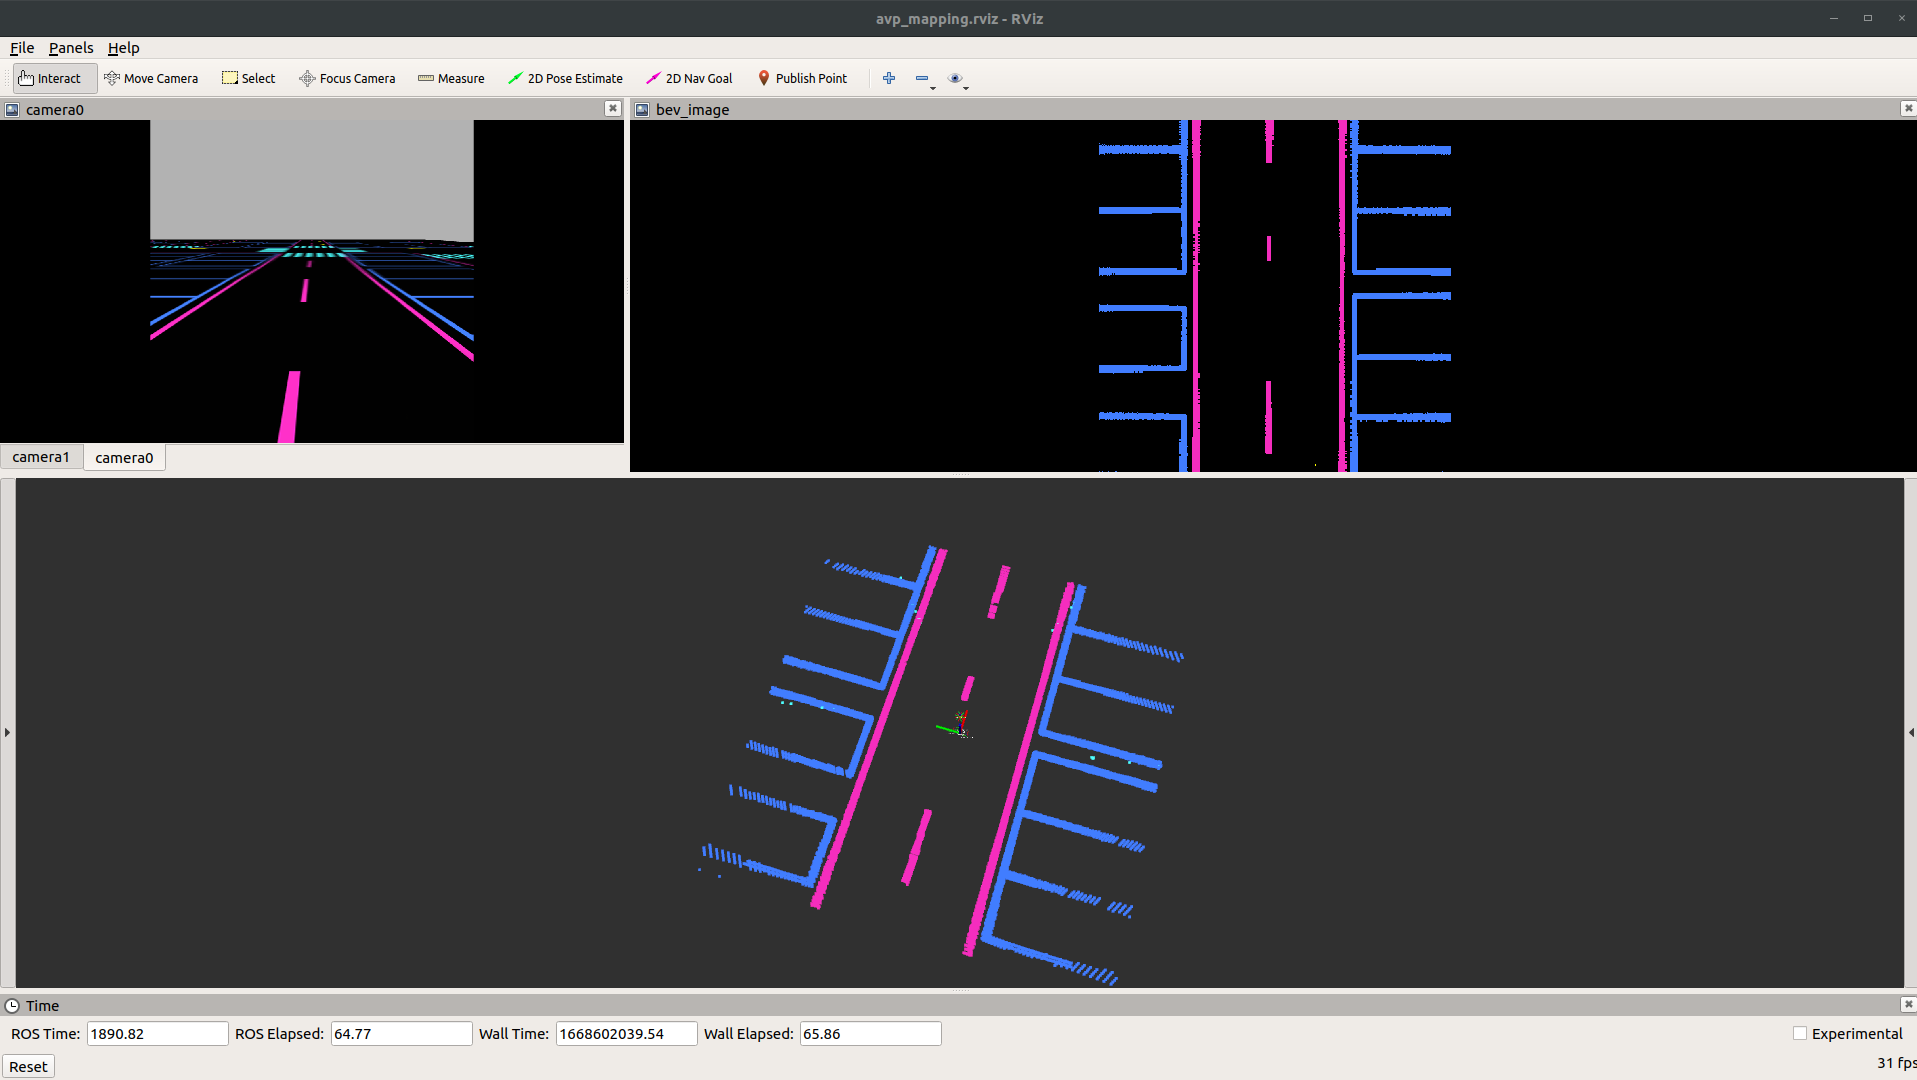 avp_mapping.rviz - RViz
File Panels Help
Interact Move Camera Select Focus Camera Measure 2D Pose Estimate 2D Nav Goal Publish Point
camera0
bev_image
camera1 camera0
Time
ROS Time: 1890.82 ROS Elapsed: 64.77 Wall Time: 1668602039.54 Wall Elapsed: 65.86 Experimental
Reset 31 fps